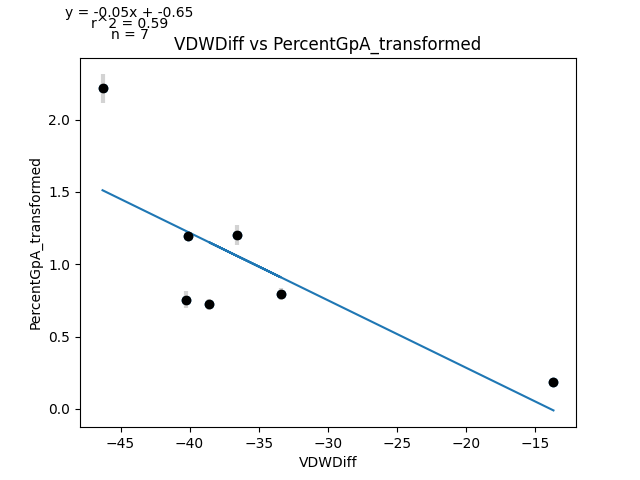 y = -0.05x + -0.65
r^2 = 0.59
n = 7
VDWDiff vs PercentGpA_transformed
PercentGpA_transformed
2.0
1.5
1.0
0.5
0.0
−45
−40
−35
−30
−25
−20
−15
VDWDiff